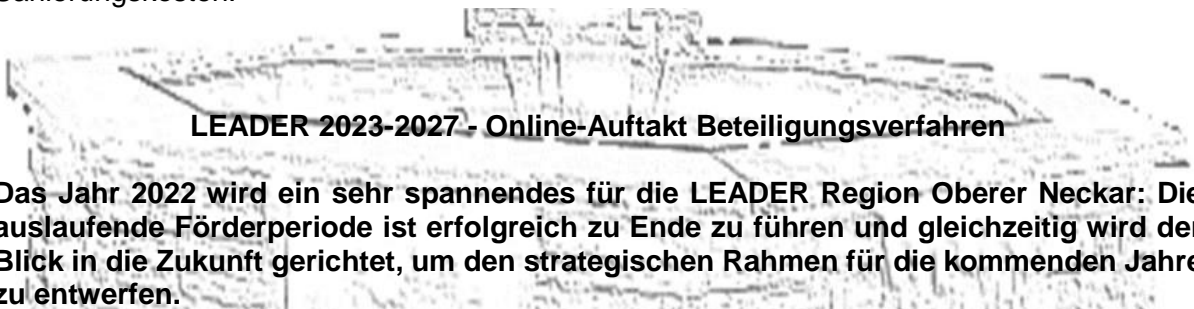 Sanierungskosten.
LEADER 2023-2027 - Online-Auftakt Beteiligungsverfahren
Das Jahr 2022 wird ein sehr spannendes für die LEADER Region Oberer Neckar: Die
auslaufende Förderperiode ist erfolgreich zu Ende zu führen und gleichzeitig wird der
Blick in die Zukunft gerichtet, um den strategischen Rahmen für die kommenden Jahre
zu entwerfen.